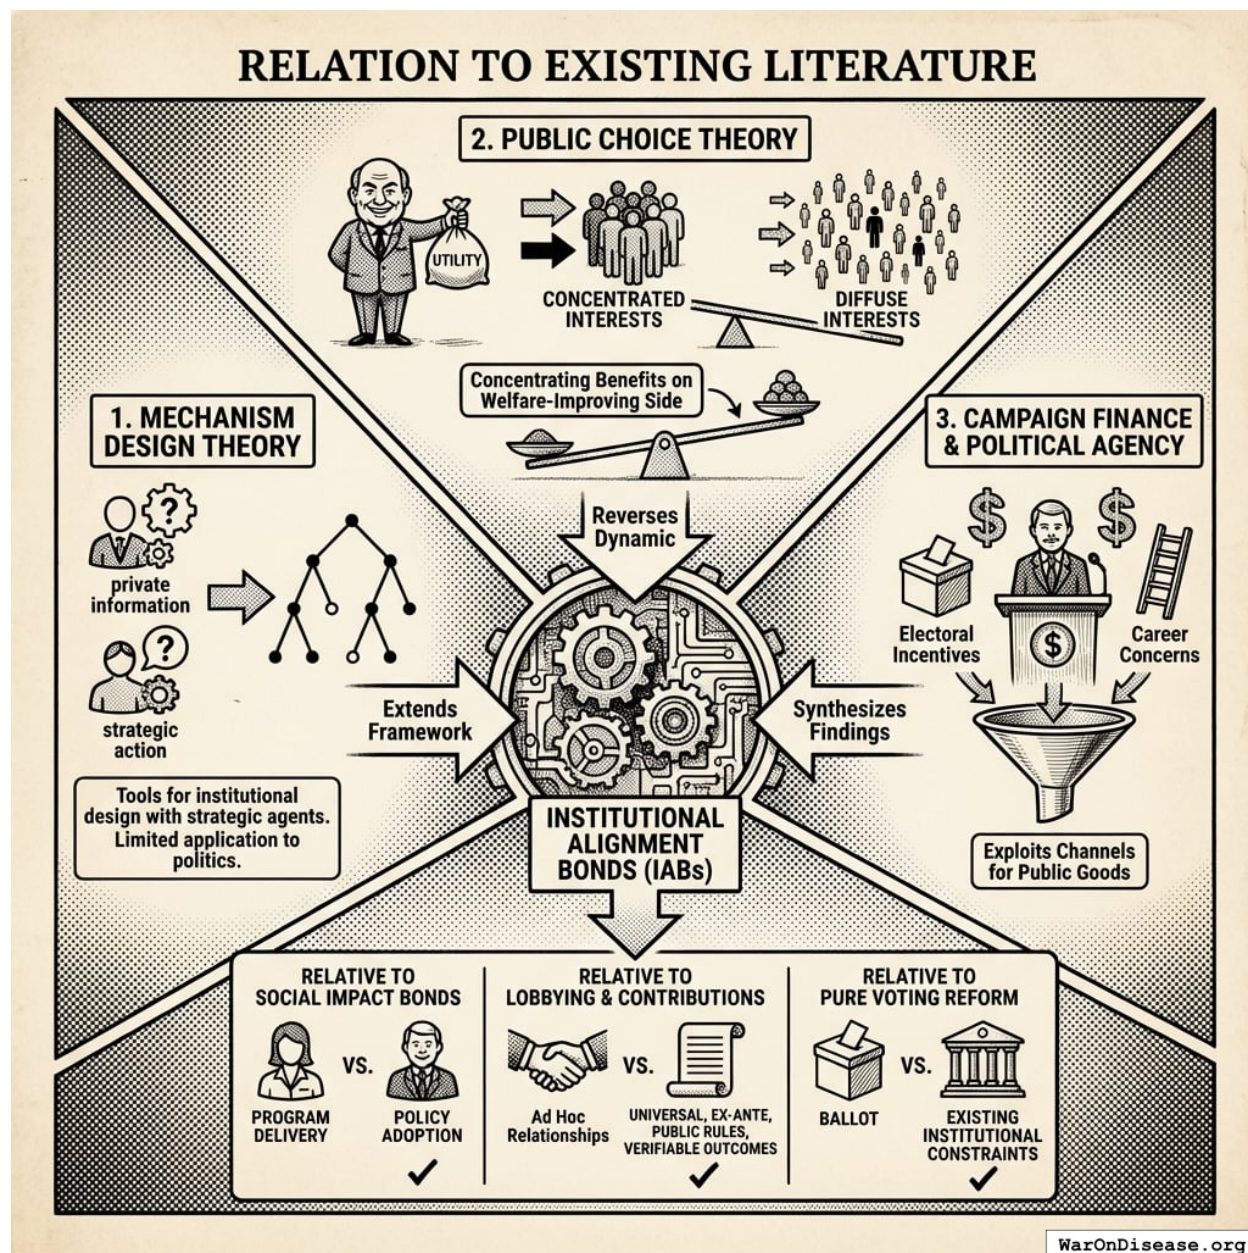 RELATION TO EXISTING LITERATURE
2. PUBLIC CHOICE THEORY
UTILITY
CONCENTRATED
INTERESTS
DIFFUSE
INTERESTS
Concentrating Benefits on
Welfare-Improving Side
Reverses
Dynamic
1. MECHANISM
DESIGN THEORY
?
private
information
?
strategic
action
Tools for institutional
design with strategic agents.
Limited application to
politics.
Extends
Framework
3. CAMPAIGN FINANCE
& POLITICAL AGENCY
$ $
Electoral
Incentives
$
Career
Concerns
Synthesizes
Findings
Exploits Channels
for Public Goods
INSTITUTIONAL
ALIGNMENT
BONDS (IABs)
RELATIVE TO
SOCIAL IMPACT BONDS
VS.
PROGRAM
DELIVERY
POLICY
ADOPTION
RELATIVE TO
LOBBYING & CONTRIBUTIONS
VS.
Ad Hoc
Relationships
UNIVERSAL, EX-ANTE,
PUBLIC RULES,
VERIFIABLE OUTCOMES
RELATIVE TO
PURE VOTING REFORM
VS.
BALLOT
EXISTING
INSTITUTIONAL
CONSTRAINTS
WarOnDisease.org